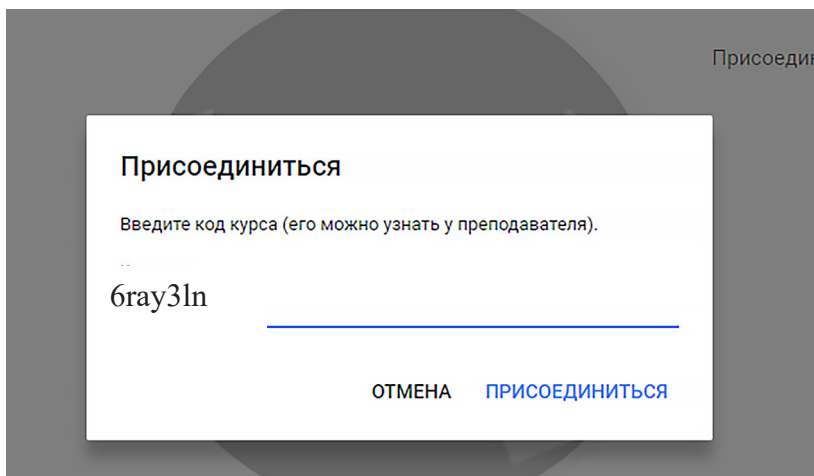 Присоедин
Присоединиться
Введите код курса (его можно узнать у преподавателя).
6ray3ln
ОТМЕНА ПРИСОЕДИНИТЬСЯ